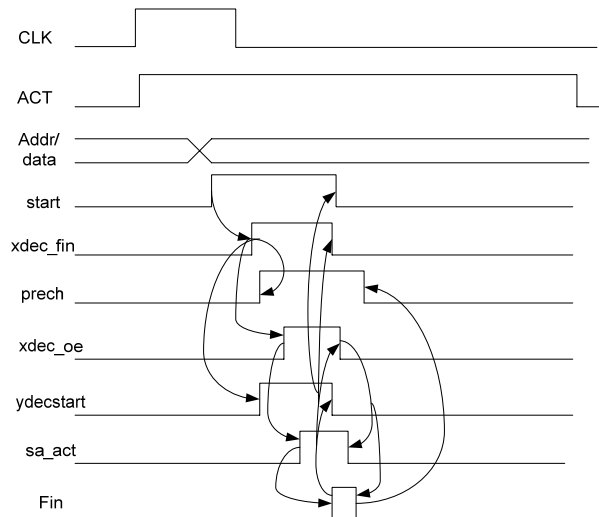 CLK
ACT
Addr/
data
start
xdec_fin
prech
xdec_oe
ydecstart
sa_act
Fin